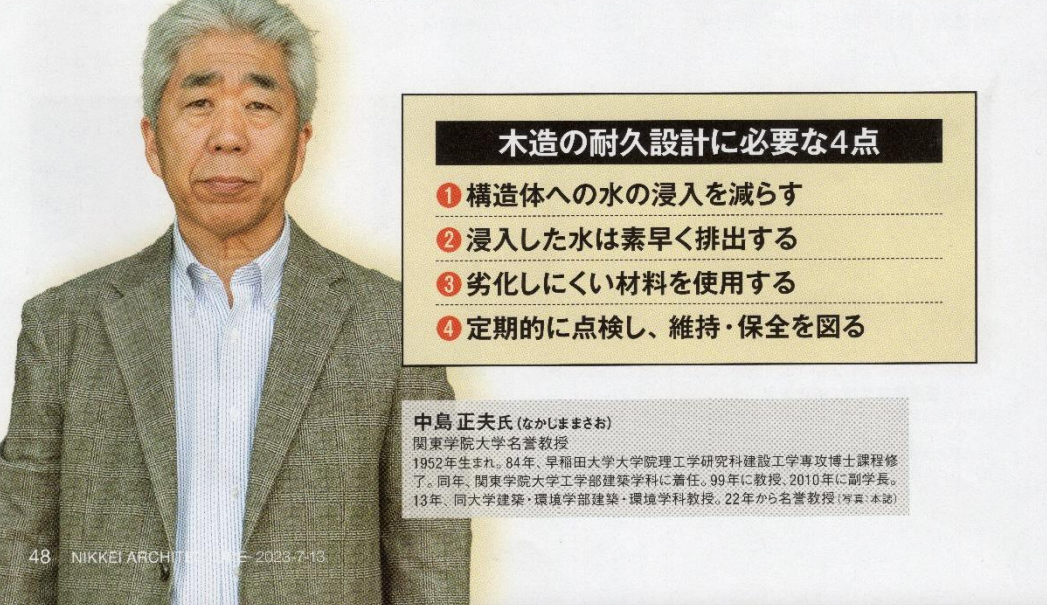 木造の耐久設計に必要な4点
1 構造体への水の浸入を減らす
2 浸入した水は素早く排出する
3 劣化しにくい材料を使用する
4 定期的に点検し、維持・保全を図る
中島 正夫氏(なかじままさお)
関東学院大学名誉教授
1952年生まれ。84年、早稲田大学大学院理工学研究科建設工学専攻博士課程修
了。同年、関東学院大学工学部建築学科に着任。99年に教授、2010年に副学長。
13年、同大学建築・環境学部建築・環境学科教授。22年から名誉教授(写真:本誌)
48 NIKKEI ARCHITECTURE 2023-7-13